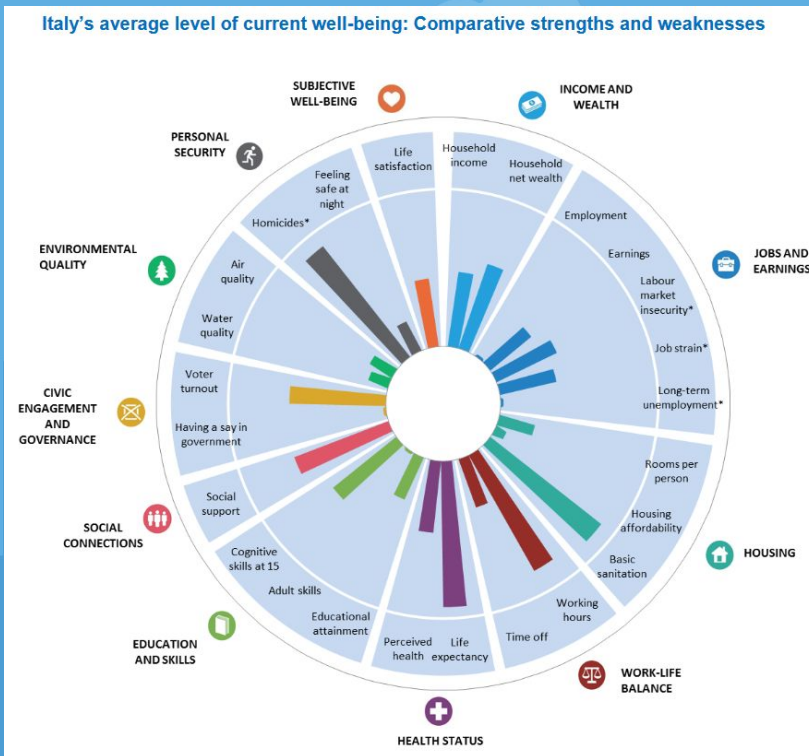 Italy's average level of current well-being: Comparative strengths and weaknesses
SUBJECTIVE
WELL-BEING
INCOME AND
WEALTH
PERSONAL
SECURITY
Life
satisfaction
Household
income
Household
net wealth
Feeling
safe at
night
Homicides*
Employment
Earnings
Labour
market
insecurity*
Job strain*
Long-term
unemployment*
JOBS AND
EARNINGS
ENVIRONMENTAL
QUALITY
Air
quality
Water
quality
CIVIC
ENGAGEMENT
AND
GOVERNANCE
Voter
turnout
Having a say in
government
Rooms per
person
Housing
affordability
Basic
sanitation
HOUSING
SOCIAL
CONNECTIONS
Social
support
Cognitive
skills at 15
Adult skills
Educational
attainment
EDUCATION
AND SKILLS
Perceived
health
Life
expectancy
Time off
Working
hours
WORK-LIFE
BALANCE
HEALTH STATUS